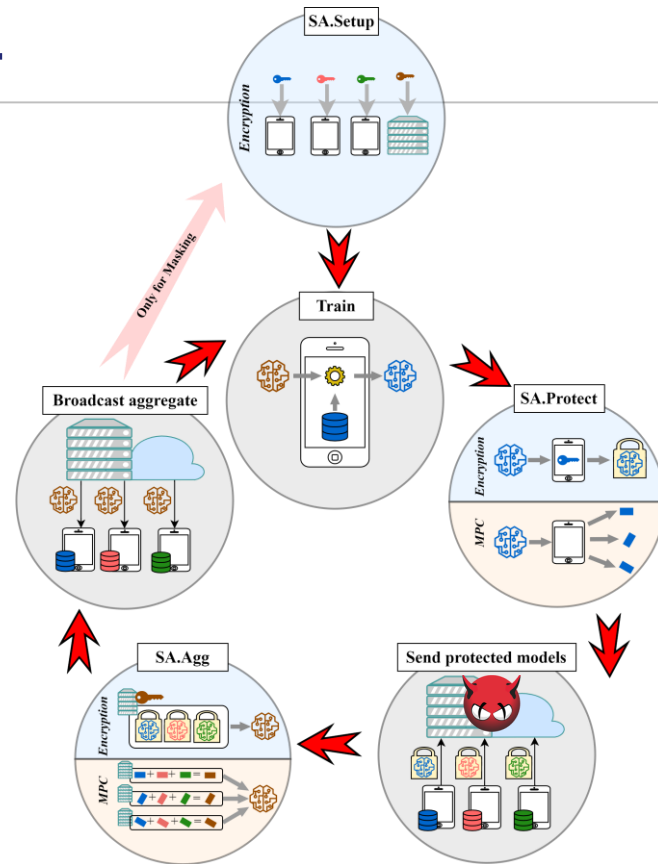 SA.Setup
Encryption
Only for Masking
Train
Broadcast aggregate
SA.Protect
Encryption
MPC
SA.Agg
Encryption
MPC
+ + =
+ + =
+ + =
Send protected models